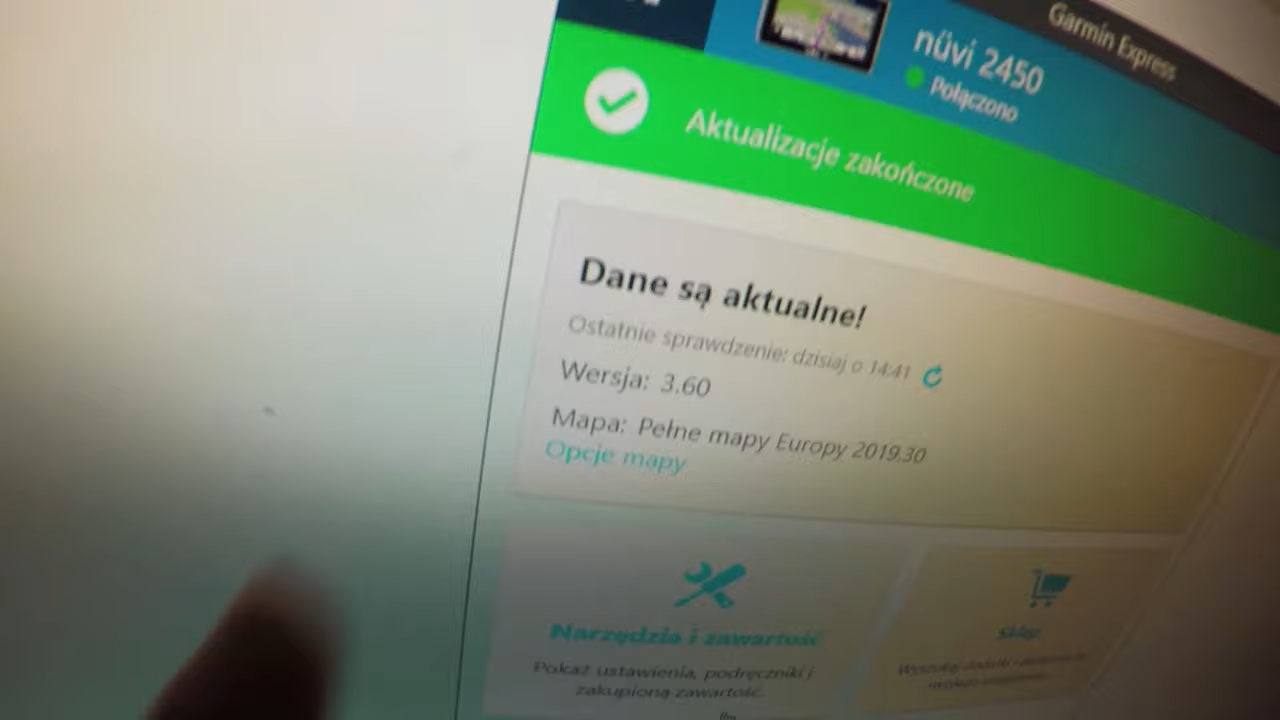 Garmin Express
nüvi 2450
Połączono
Aktualizacje zakończone
Dane są aktualne!
Ostatnie sprawdzenie: dzisiaj o 14:41
Wersja: 3.60
Mapa: Pełne mapy Europy 2019.30
Opcje mapy
Narzędzia i zawartość
Pokaż ustawienia, podręczniki i
zakupioną zawartość.
Sklep